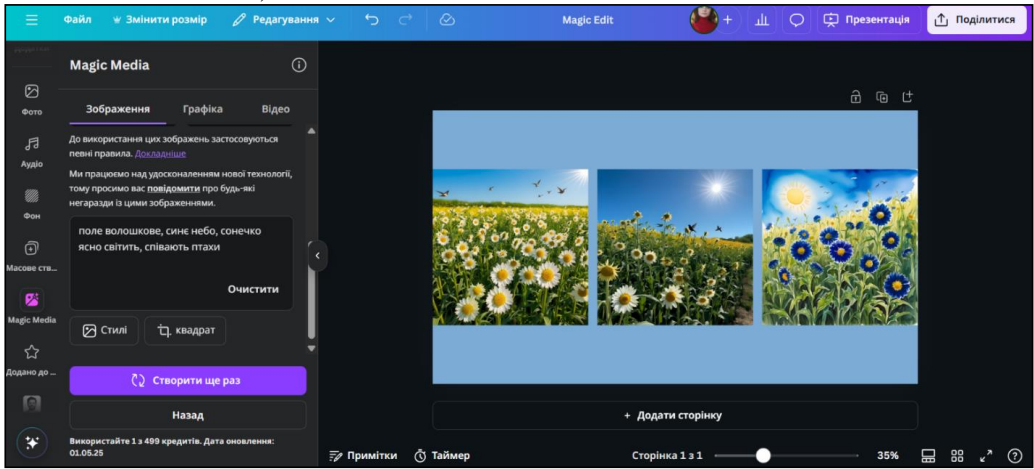 Файл
Змінити розмір
Редагування
Magic Edit
+
Презентація
Поділитися
Magic Media
Фото
Аудіо
Фон
Масове ств...
Magic Media
Додано до ...
Зображення
Графіка
Відео
До використання цих зображень застосовуються
певні правила. Докладніше
Ми працюємо над удосконаленням нової технології,
тому просимо вас повідомити про будь-які
негаразди із цими зображеннями.
поле волошкове, синє небо, сонечко
ясно світить, співають птахи
Очистити
Стилі
квадрат
Створити ще раз
Назад
Використайте 1 з 499 кредитів. Дата оновлення:
01.05.25
+ Додати сторінку
Примітки
Таймер
Сторінка 1 з 1
35%